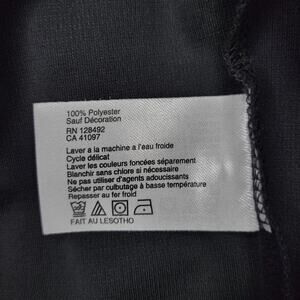 100% Polyester
Sauf Décoration
RN 128492
CA 41097
Laver a la machine a l'eau froide
Cycle délicat
Laver les couleurs foncées séparement
Blanchir sans chlore si nécessaire
Ne pas utiliser d'agents adoucissants
Sécher par culbutage à basse température
Repasser au fer froid
FAIT AU LESOTHO